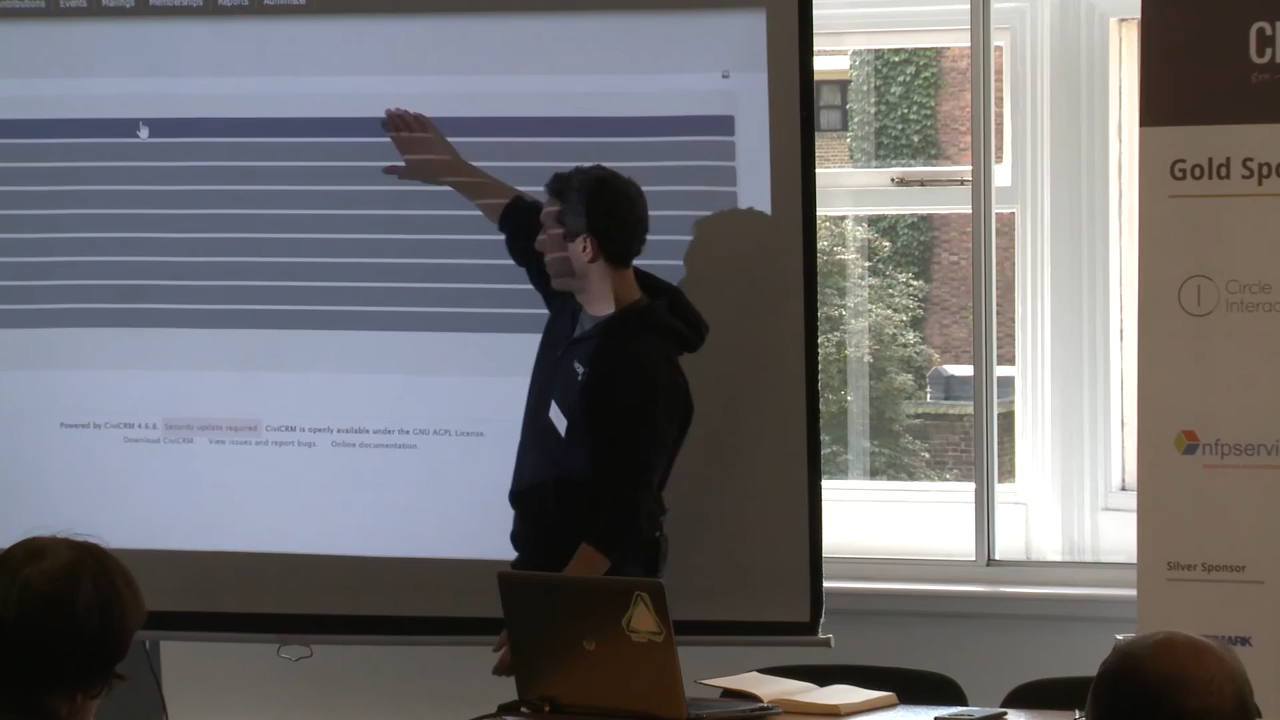 Events Mailings Memberships Reports Administer
Powered by CiviCRM 4.6.8. Security update required. CiviCRM is openly available under the GNU AGPL License.
Download CiviCRM. View issues and report bugs. Online documentation.
Gold Spo
Circle
Interac
nfpservi
Silver Sponsor